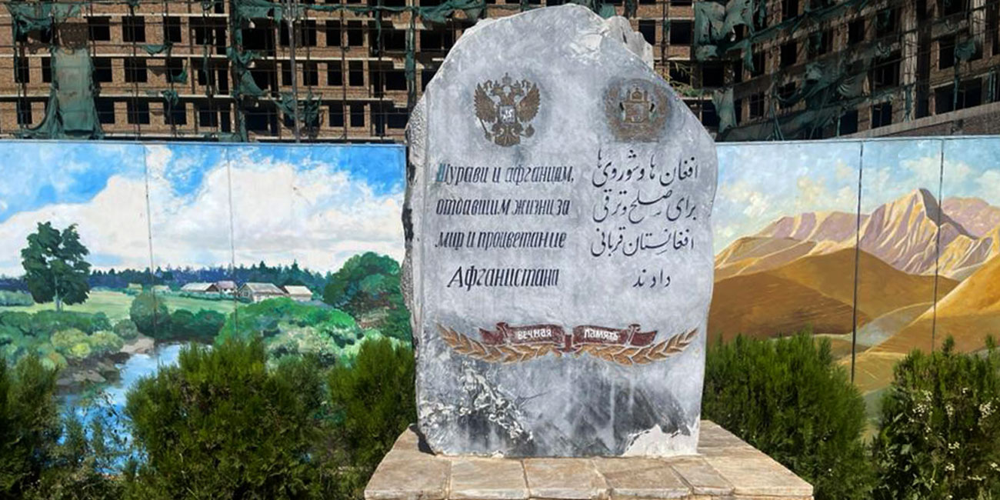 Шурави и афганцам,
отдавшим жизни за
мир и процветание
Афганистана
افغان ها و شوروی ها
برای صلح و ترقی
افغانستان قربانی
دادند
вечная память